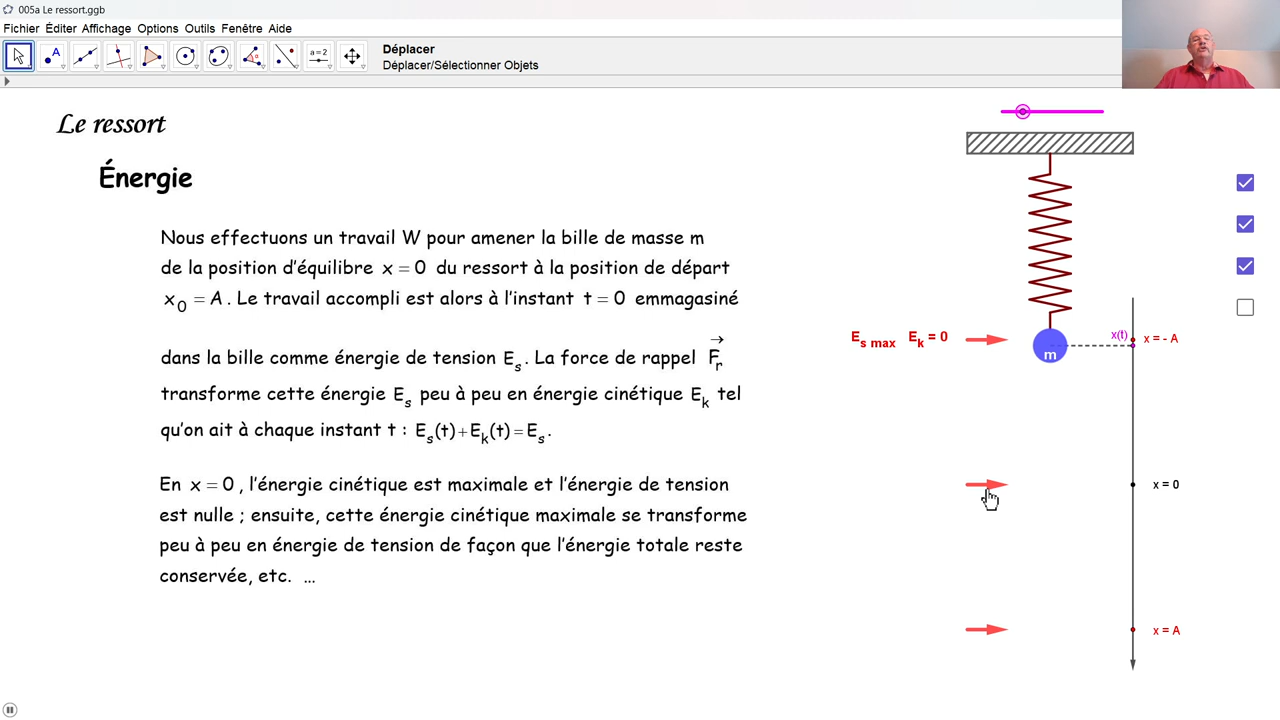 005a Le ressort.ggb
Fichier Éditer Affichage Options Outils Fenêtre Aide
A
a=2
Déplacer
Déplacer/Sélectionner Objets
Le ressort
Énergie
Nous effectuons un travail W pour amener la bille de masse m
de la position d'équilibre x = 0 du ressort à la position de départ
x₀ = A . Le travail accompli est alors à l'instant t = 0 emmagasiné
dans la bille comme énergie de tension Eₛ . La force de rappel F⃗ᵣ
transforme cette énergie Eₛ peu à peu en énergie cinétique Eₖ tel
qu'on ait à chaque instant t : Eₛ(t)+Eₖ(t)=Eₛ .
En x = 0 , l'énergie cinétique est maximale et l'énergie de tension
est nulle ; ensuite, cette énergie cinétique maximale se transforme
peu à peu en énergie de tension de façon que l'énergie totale reste
conservée, etc. ...
E_s max E_k = 0
m
x(t)
x = - A
x = 0
x = A